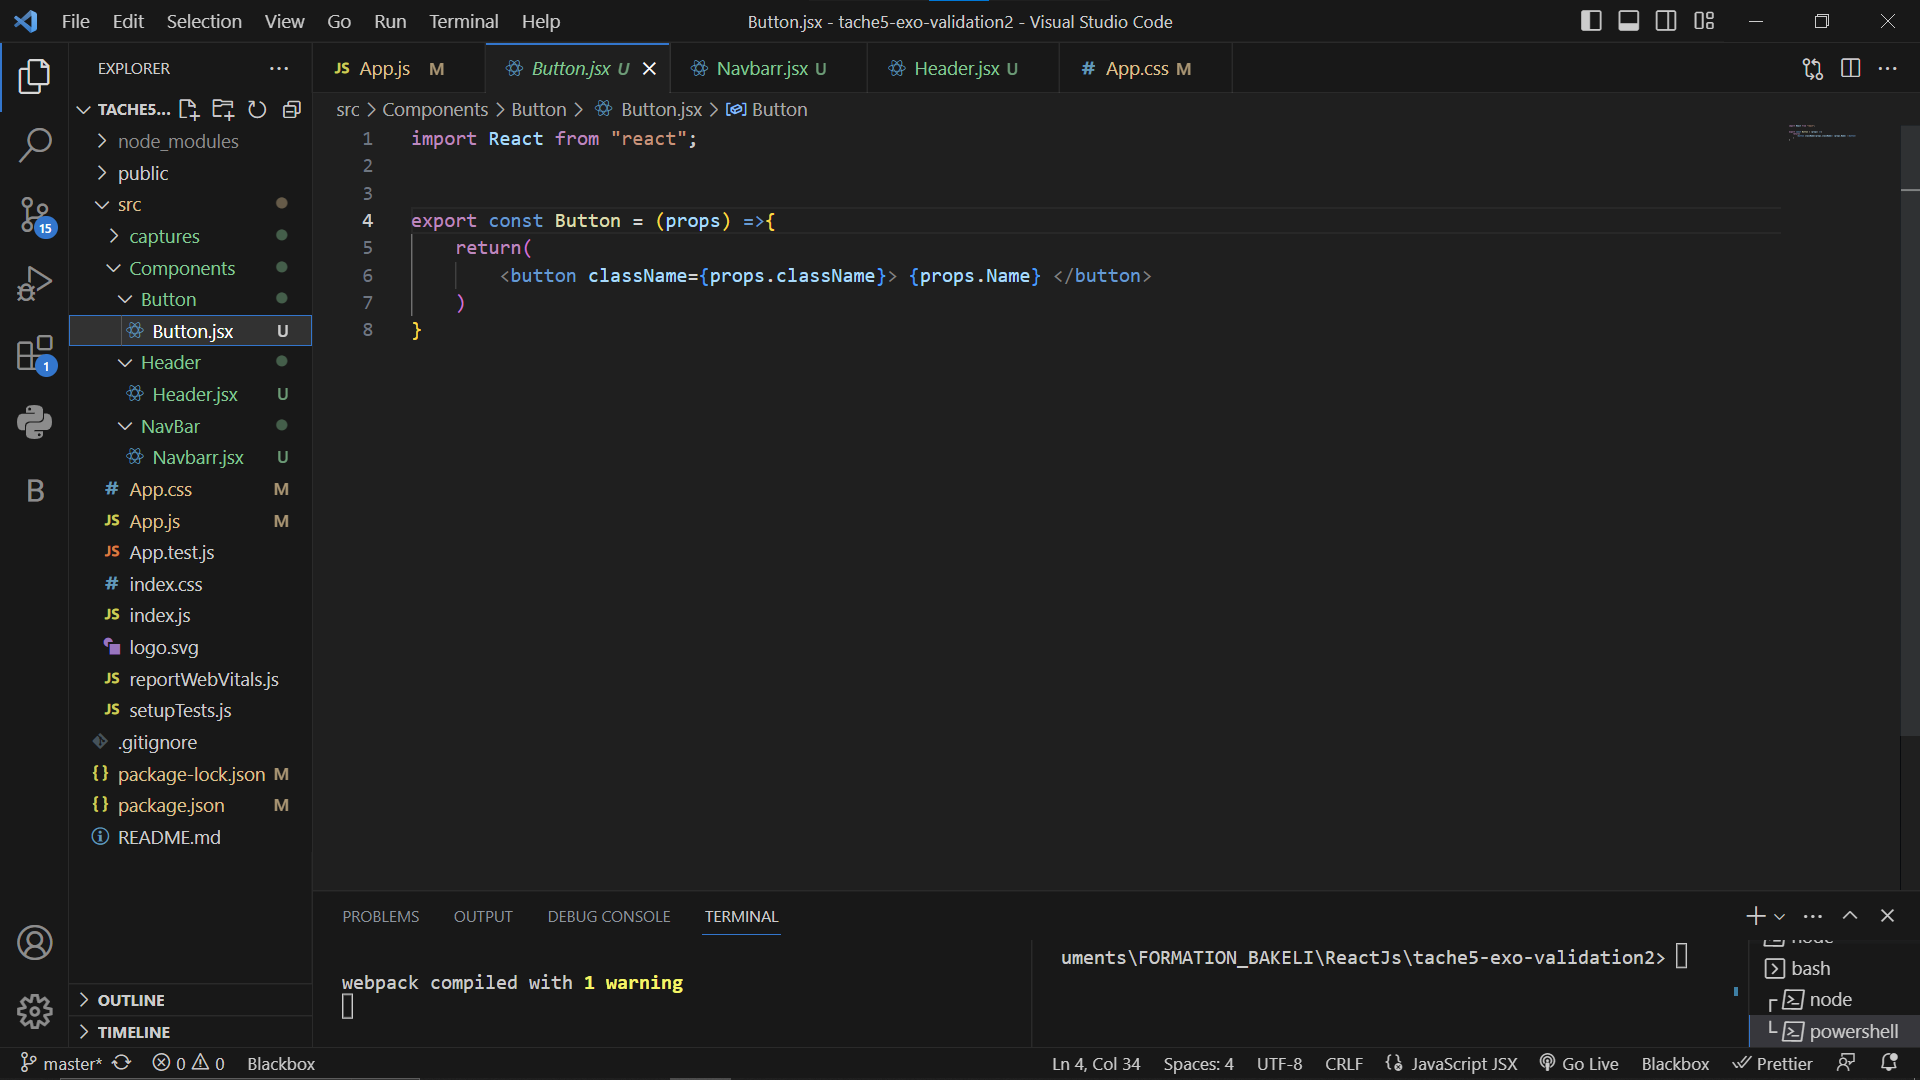 File Edit Selection View Go Run Terminal Help
Button.jsx - tache5-exo-validation2 - Visual Studio Code
EXPLORER
TACHE5...
node_modules
public
src
captures
Components
Button
Button.jsx U
Header
Header.jsx U
NavBar
Navbarr.jsx U
# App.css M
JS App.js M
JS App.test.js
# index.css
JS index.js
logo.svg
JS reportWebVitals.js
JS setupTests.js
.gitignore
{} package-lock.json M
{} package.json M
README.md
OUTLINE
TIMELINE
15
1
B
JS App.js M
Button.jsx U
Navbarr.jsx U
Header.jsx U
# App.css M
src > Components > Button > Button.jsx > Button
1 import React from "react";
2
3
4 export const Button = (props) =>{
5 return(
6 <button className={props.className}> {props.Name} </button>
7 )
8 }
PROBLEMS OUTPUT DEBUG CONSOLE TERMINAL
webpack compiled with 1 warning
uments\FORMATION_BAKELI\ReactJs\tache5-exo-validation2>
node
bash
node
powershell
master* 0 0 Blackbox
Ln 4, Col 34 Spaces: 4 UTF-8 CRLF {} JavaScript JSX Go Live Blackbox Prettier